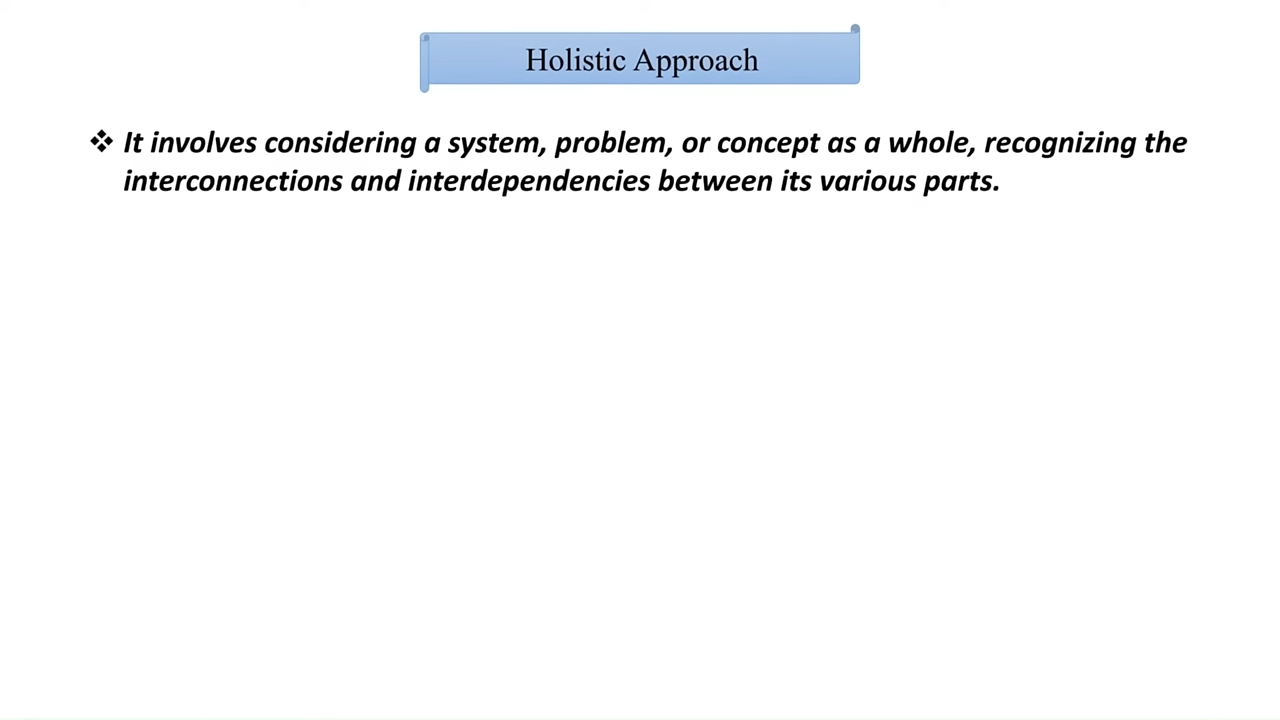 Holistic Approach
❖ It involves considering a system, problem, or concept as a whole, recognizing the
interconnections and interdependencies between its various parts.